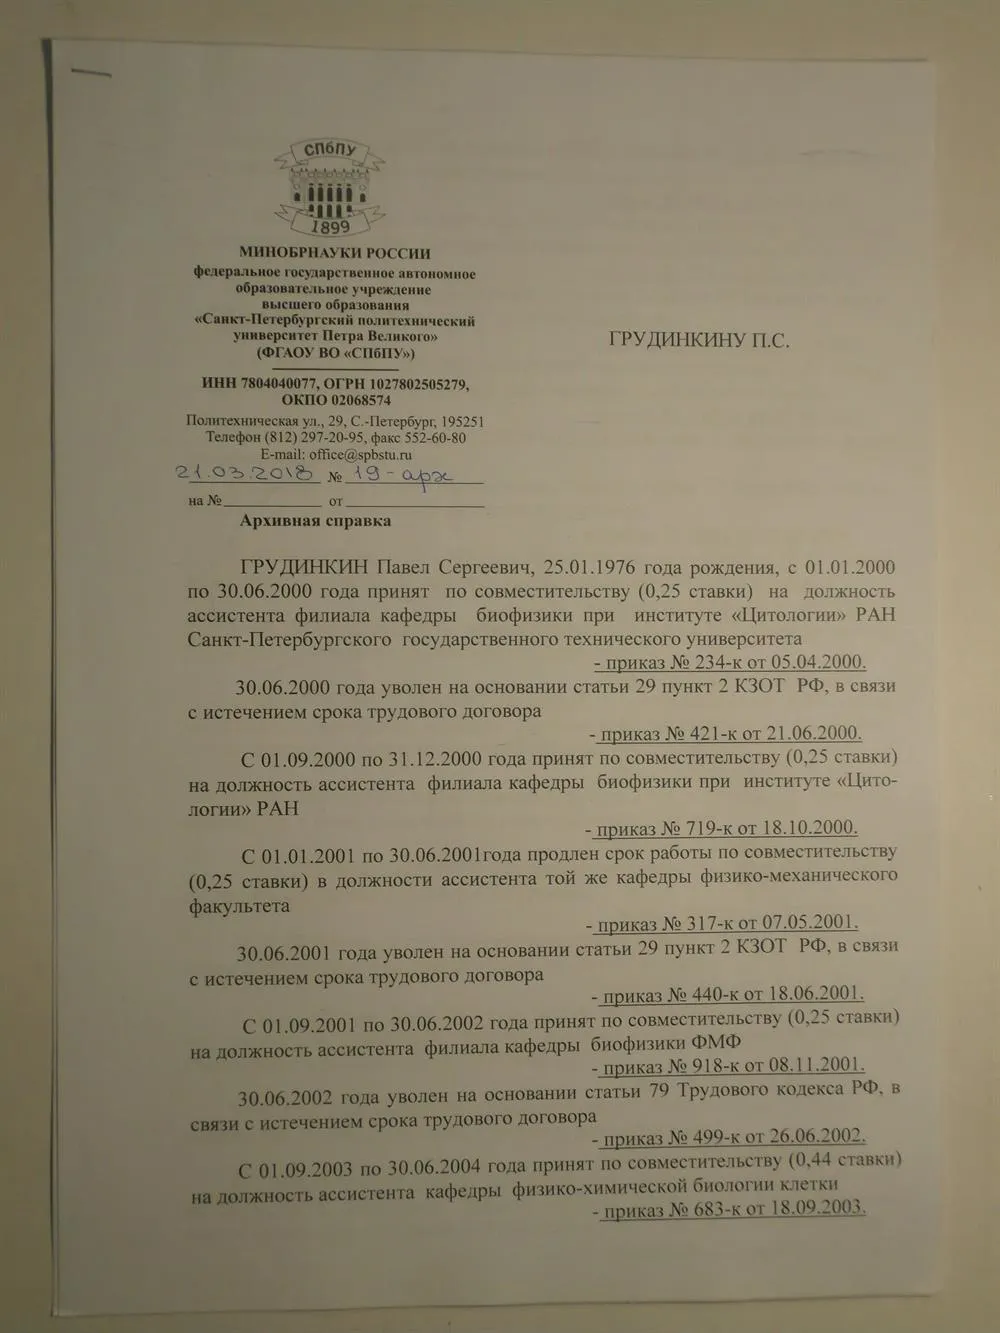 СПбПУ
1899
МИНОБРНАУКИ РОССИИ
федеральное государственное автономное
образовательное учреждение
высшего образования
«Санкт-Петербургский политехнический
университет Петра Великого»
(ФГАОУ ВО «СПбПУ»)
ГРУДИНКИНУ П.С.
ИНН 7804040077, ОГРН 1027802505279,
ОКПО 02068574
Политехническая ул., 29, С.-Петербург, 195251
Телефон (812) 297-20-95, факс 552-60-80
E-mail: office@spbstu.ru
21.03.2018 № 19-арх
на №____________ от____________
Архивная справка
ГРУДИНКИН Павел Сергеевич, 25.01.1976 года рождения, с 01.01.2000
по 30.06.2000 года принят по совместительству (0,25 ставки) на должность
ассистента филиала кафедры биофизики при институте «Цитологии» РАН
Санкт-Петербургского государственного технического университета
- приказ № 234-к от 05.04.2000.
30.06.2000 года уволен на основании статьи 29 пункт 2 КЗОТ РФ, в связи
с истечением срока трудового договора
- приказ № 421-к от 21.06.2000.
С 01.09.2000 по 31.12.2000 года принят по совместительству (0,25 ставки)
на должность ассистента филиала кафедры биофизики при институте «Цито-
логии» РАН
- приказ № 719-к от 18.10.2000.
С 01.01.2001 по 30.06.2001года продлен срок работы по совместительству
(0,25 ставки) в должности ассистента той же кафедры физико-механического
факультета
- приказ № 317-к от 07.05.2001.
30.06.2001 года уволен на основании статьи 29 пункт 2 КЗОТ РФ, в связи
с истечением срока трудового договора
- приказ № 440-к от 18.06.2001.
С 01.09.2001 по 30.06.2002 года принят по совместительству (0,25 ставки)
на должность ассистента филиала кафедры биофизики ФМФ
- приказ № 918-к от 08.11.2001.
30.06.2002 года уволен на основании статьи 79 Трудового кодекса РФ, в
связи с истечением срока трудового договора
- приказ № 499-к от 26.06.2002.
С 01.09.2003 по 30.06.2004 года принят по совместительству (0,44 ставки)
на должность ассистента кафедры физико-химической биологии клетки
- приказ № 683-к от 18.09.2003.